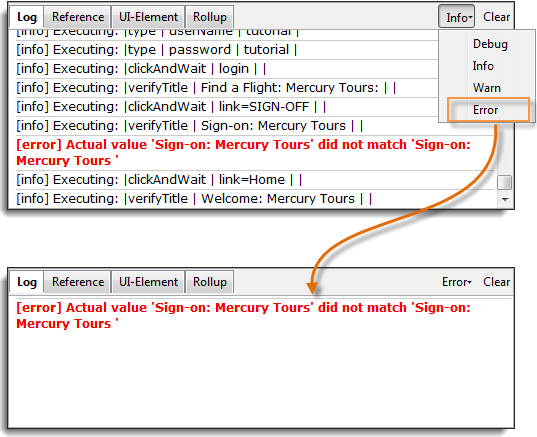 Log Reference UI-Element Rollup Info Clear
[info] Executing: |type | userName | tutorial |
[info] Executing: |type | password | tutorial |
[info] Executing: |clickAndWait | login | |
[info] Executing: |verifyTitle | Find a Flight: Mercury Tours: | |
[info] Executing: |clickAndWait | link=SIGN-OFF | |
[info] Executing: |verifyTitle | Sign-on: Mercury Tours | |
[error] Actual value 'Sign-on: Mercury Tours' did not match 'Sign-on:
Mercury Tours '
[info] Executing: |clickAndWait | link=Home | |
[info] Executing: |verifyTitle | Welcome: Mercury Tours | |
Debug
Info
Warn
Error
Log Reference UI-Element Rollup Error Clear
[error] Actual value 'Sign-on: Mercury Tours' did not match 'Sign-on:
Mercury Tours '